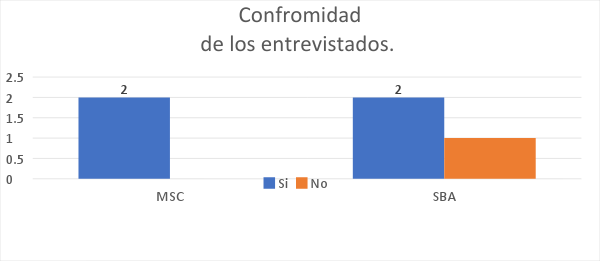 Confromidad
de los entrevistados.
2.5
2
1.5
1
0.5
0
2
2
Si No
MSC SBA